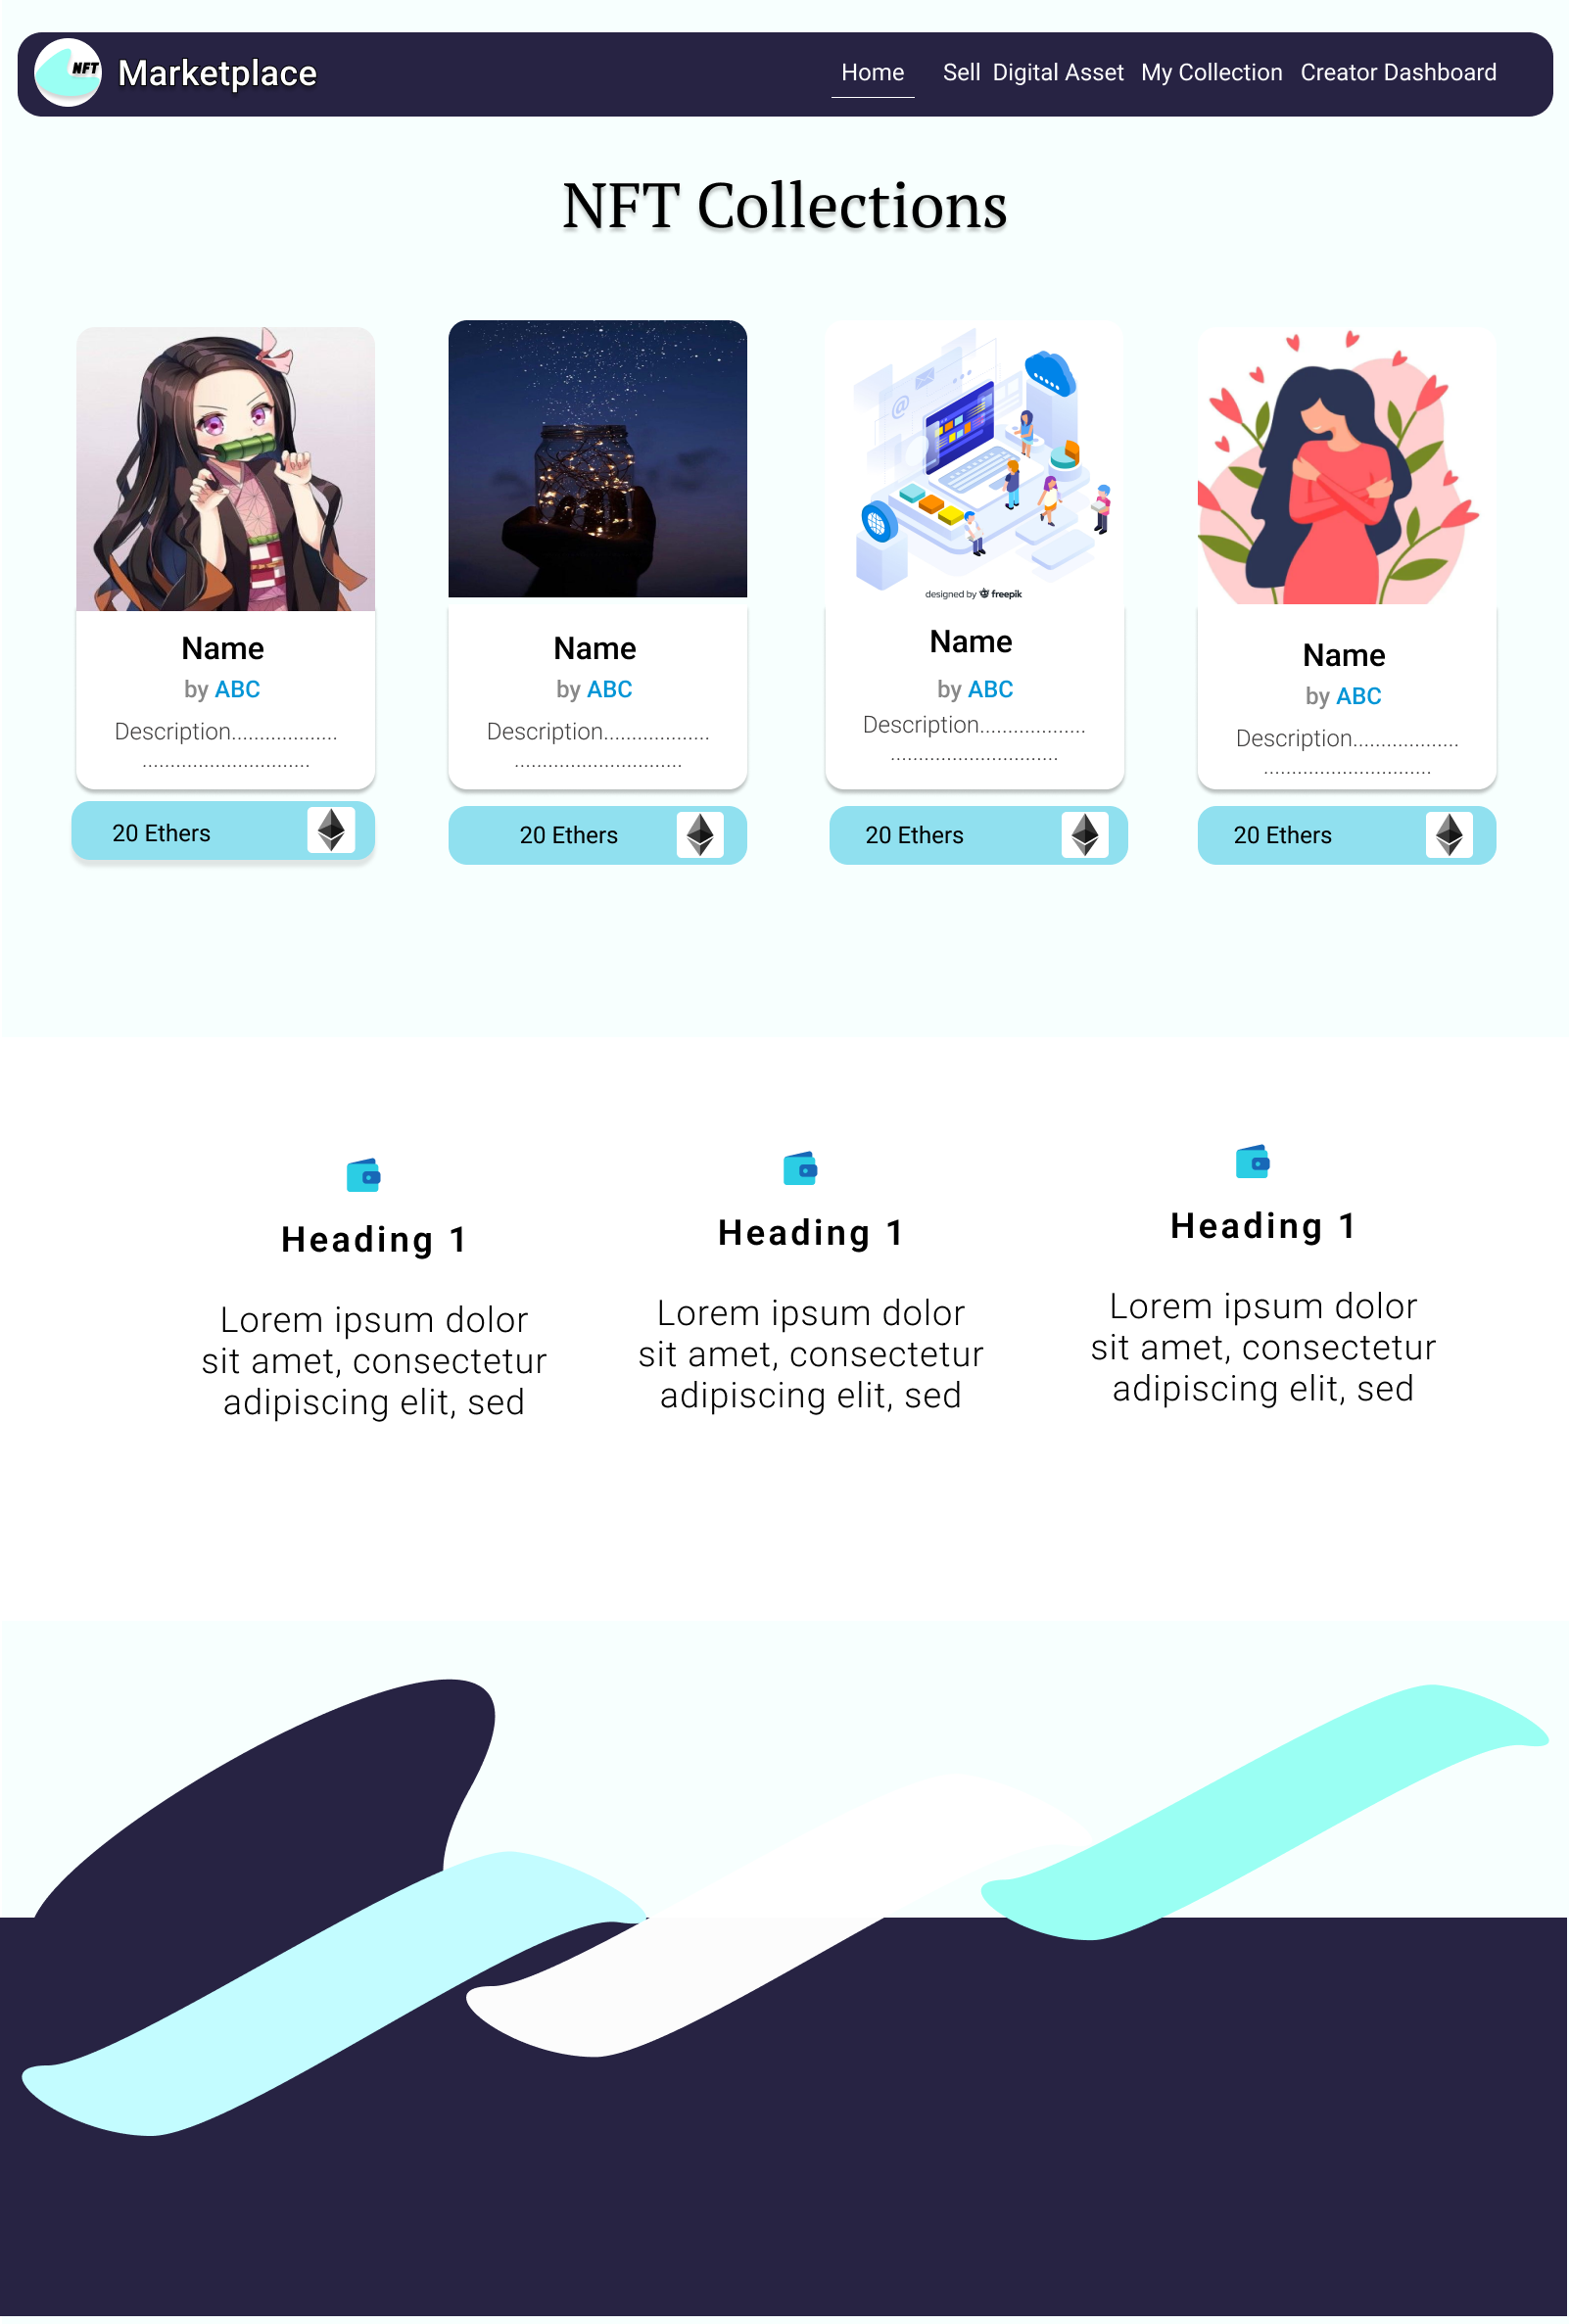 NFT
Marketplace
Home
Sell Digital Asset
My Collection
Creator Dashboard
NFT Collections
@
designed by freepik
Name
by ABC
Description...................
..............................
Name
by ABC
Description...................
..............................
Name
by ABC
Description...................
..............................
Name
by ABC
Description...................
..............................
20 Ethers
20 Ethers
20 Ethers
20 Ethers
Heading 1
Lorem ipsum dolor
sit amet, consectetur
adipiscing elit, sed
Heading 1
Lorem ipsum dolor
sit amet, consectetur
adipiscing elit, sed
Heading 1
Lorem ipsum dolor
sit amet, consectetur
adipiscing elit, sed